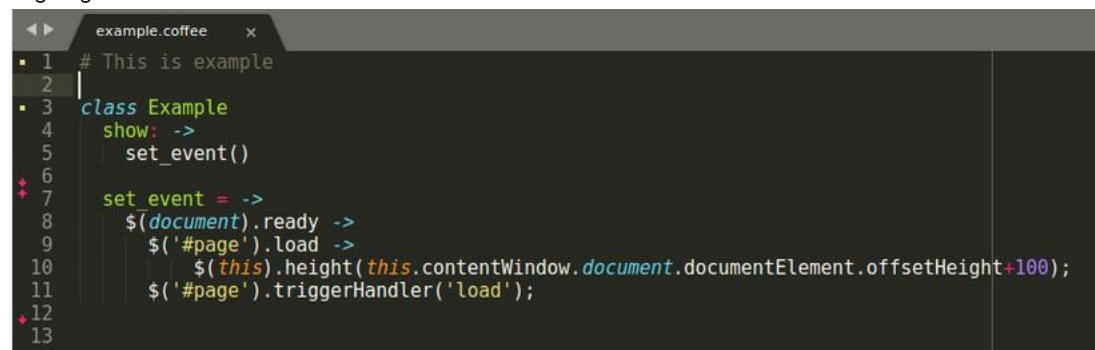 example.coffee x
1 # This is example
2
3 class Example
4 show: ->
5 set_event()
6
7 set_event = ->
8 $(document).ready ->
9 $('#page').load ->
10 $(this).height(this.contentWindow.document.documentElement.offsetHeight+100);
11 $('#page').triggerHandler('load');
12
13